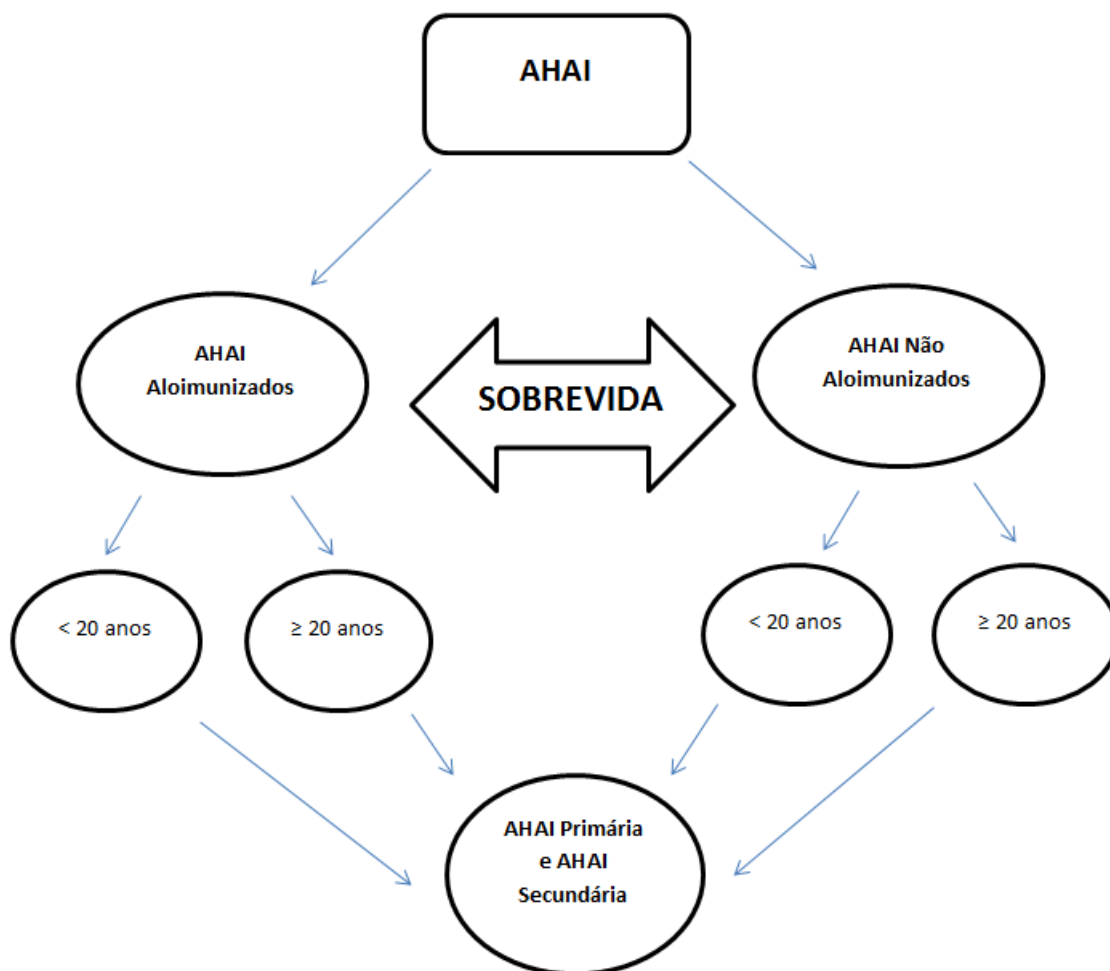 AHAI
AHAI
Aloimunizados
SOBREVIDA
AHAI Não
Aloimunizados
< 20 anos
≥ 20 anos
< 20 anos
≥ 20 anos
AHAI Primária
e AHAI
Secundária